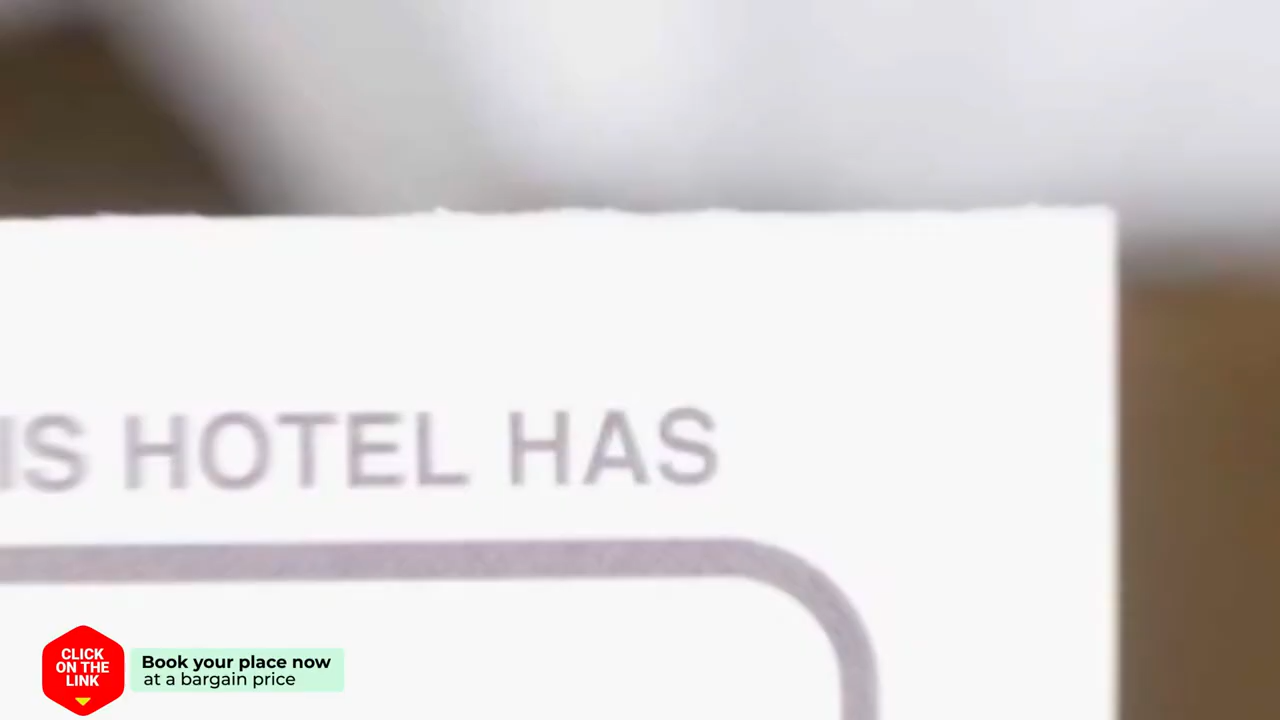 IS HOTEL HAS
CLICK
ON THE
LINK
Book your place now
at a bargain price